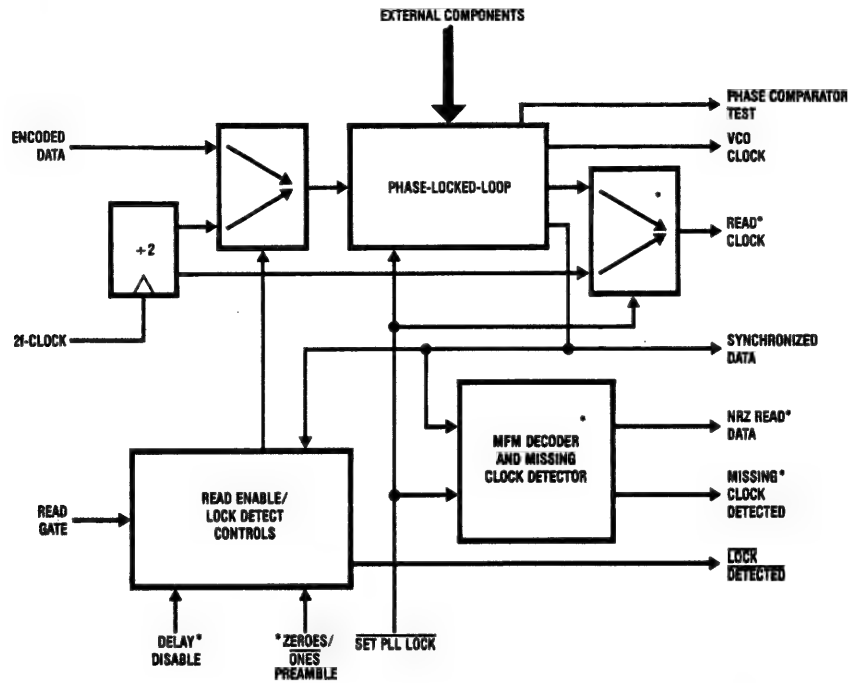 EXTERNAL COMPONENTS
PHASE COMPARATOR
TEST
ENCODED
DATA
VCO
CLOCK
PHASE-LOCKED-LOOP
*
READ*
CLOCK
÷2
2f-CLOCK
SYNCHRONIZED
DATA
*
MFM DECODER
AND MISSING
CLOCK DETECTOR
NRZ READ*
DATA
MISSING*
CLOCK
DETECTED
READ ENABLE/
LOCK DETECT
CONTROLS
READ
GATE
LOCK
DETECTED
DELAY*
DISABLE
*ZEROES/
ONES
PREAMBLE
SET PLL LOCK